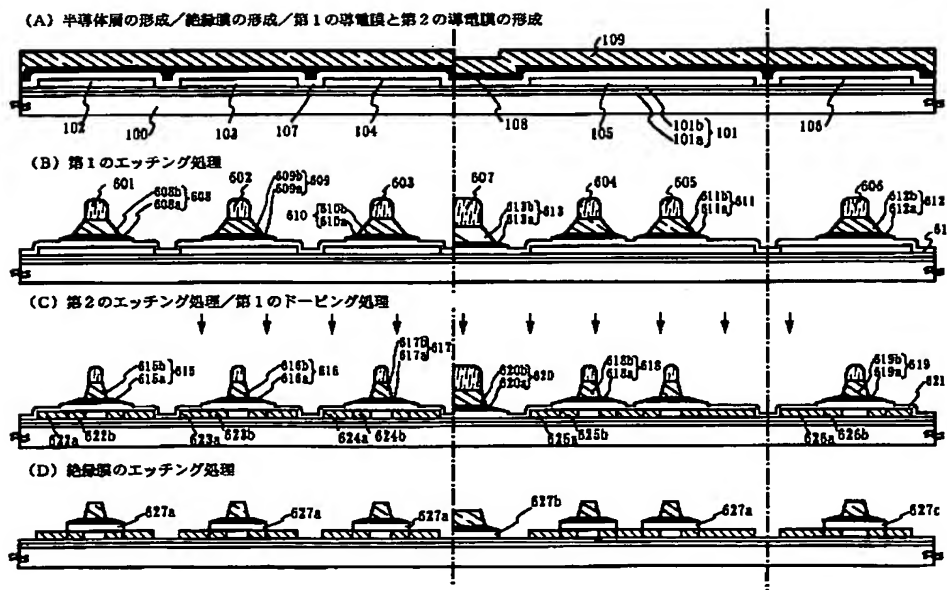 (A) 半導体層の形成/絶縁膜の形成/第1の導電膜と第2の導電膜の形成
109
102 100 103 107 104 108 105 101b 101a 101 106
(B) 第1のエッチング処理
601 608b 608a 608 602 609b 609a 609 603 610b 610a 610 607 613b 613a 613 604 605 611b 611a 611 606 612b 612a 612
61
(C) 第2のエッチング処理/第1のドーピング処理
615b 615a 615 616b 616a 616 617b 617a 617 620b 620a 620 618b 618a 618 619b 619a 619 621
622a 622b 623a 623b 624a 624b 625a 625b 626a 626b
(D) 絶縁膜のエッチング処理
627a 627a 627a 627b 627a 627c